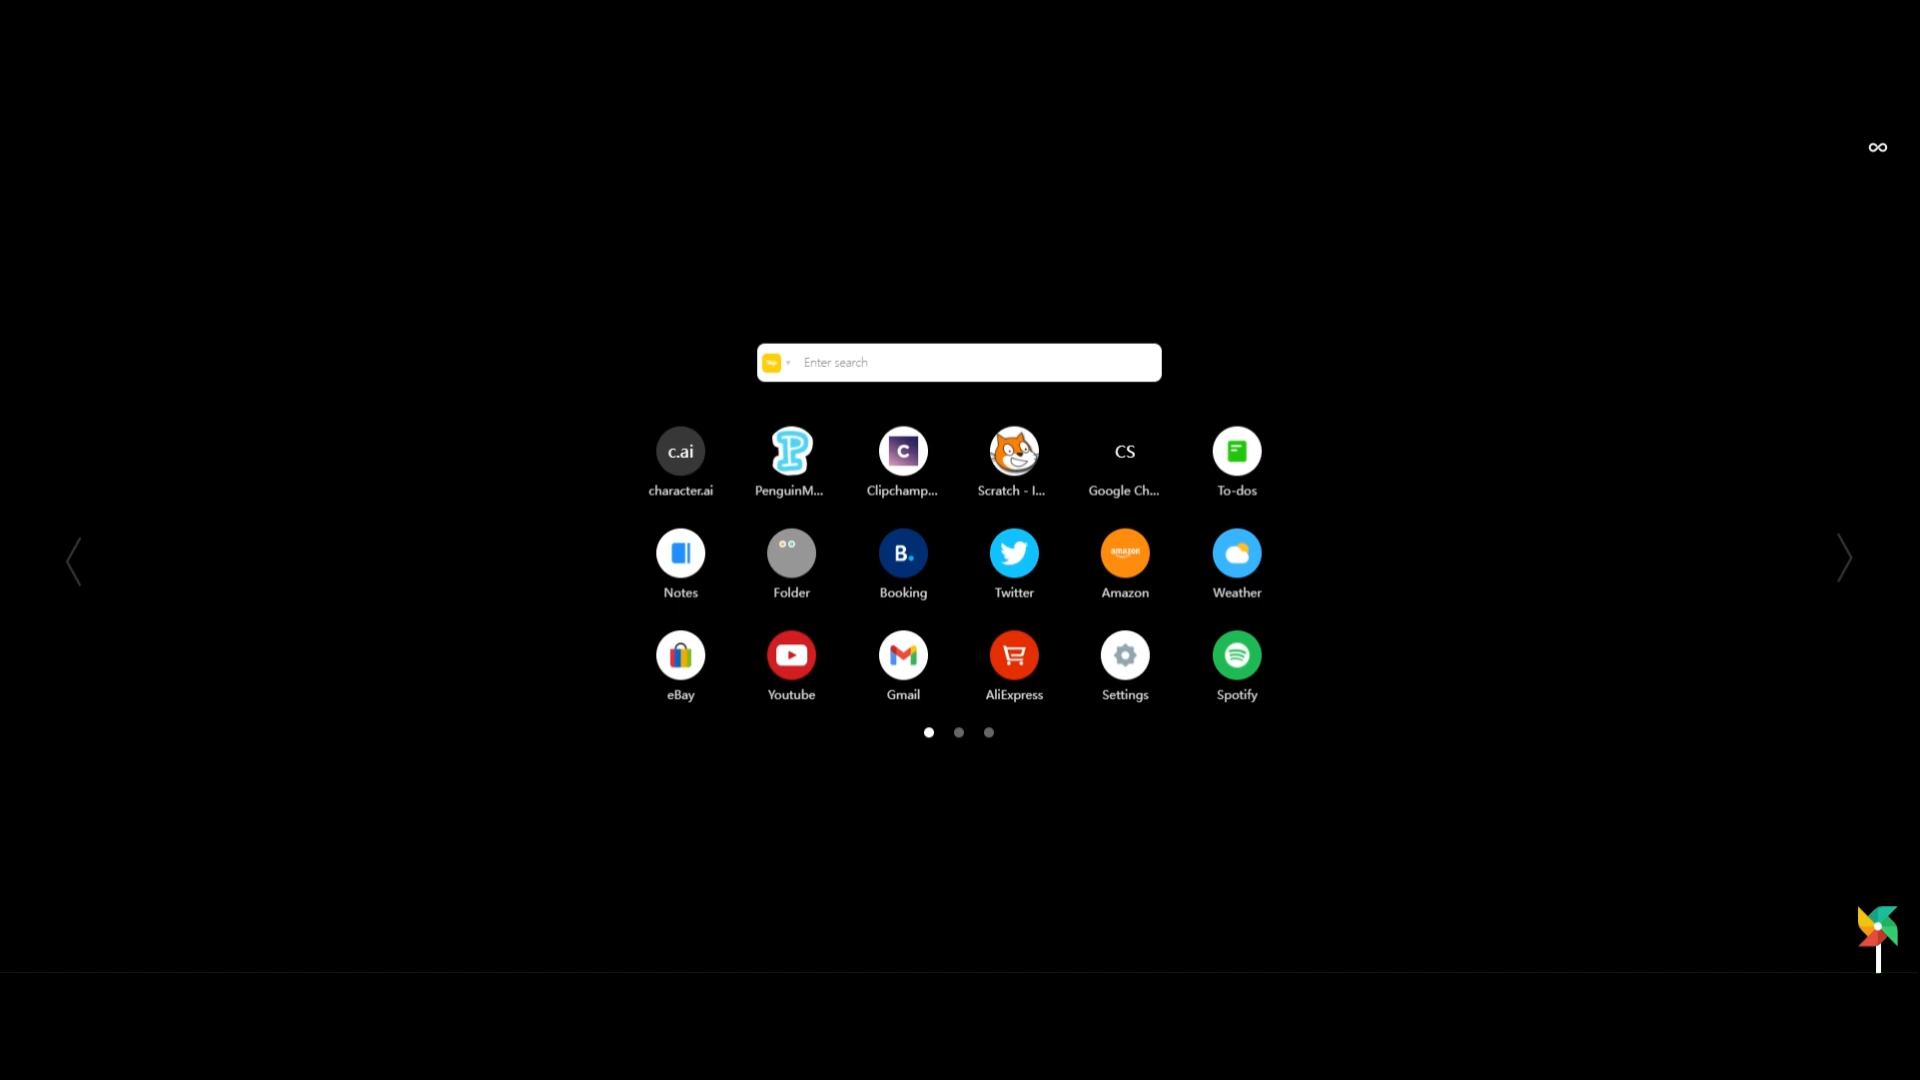 Enter search
c.ai
C
CS
character.ai
PenguinM...
Clipchamp...
Scratch - I...
Google Ch...
To-dos
B.
amazon
Notes
Folder
Booking
Twitter
Amazon
Weather
eBay
Youtube
Gmail
AliExpress
Settings
Spotify